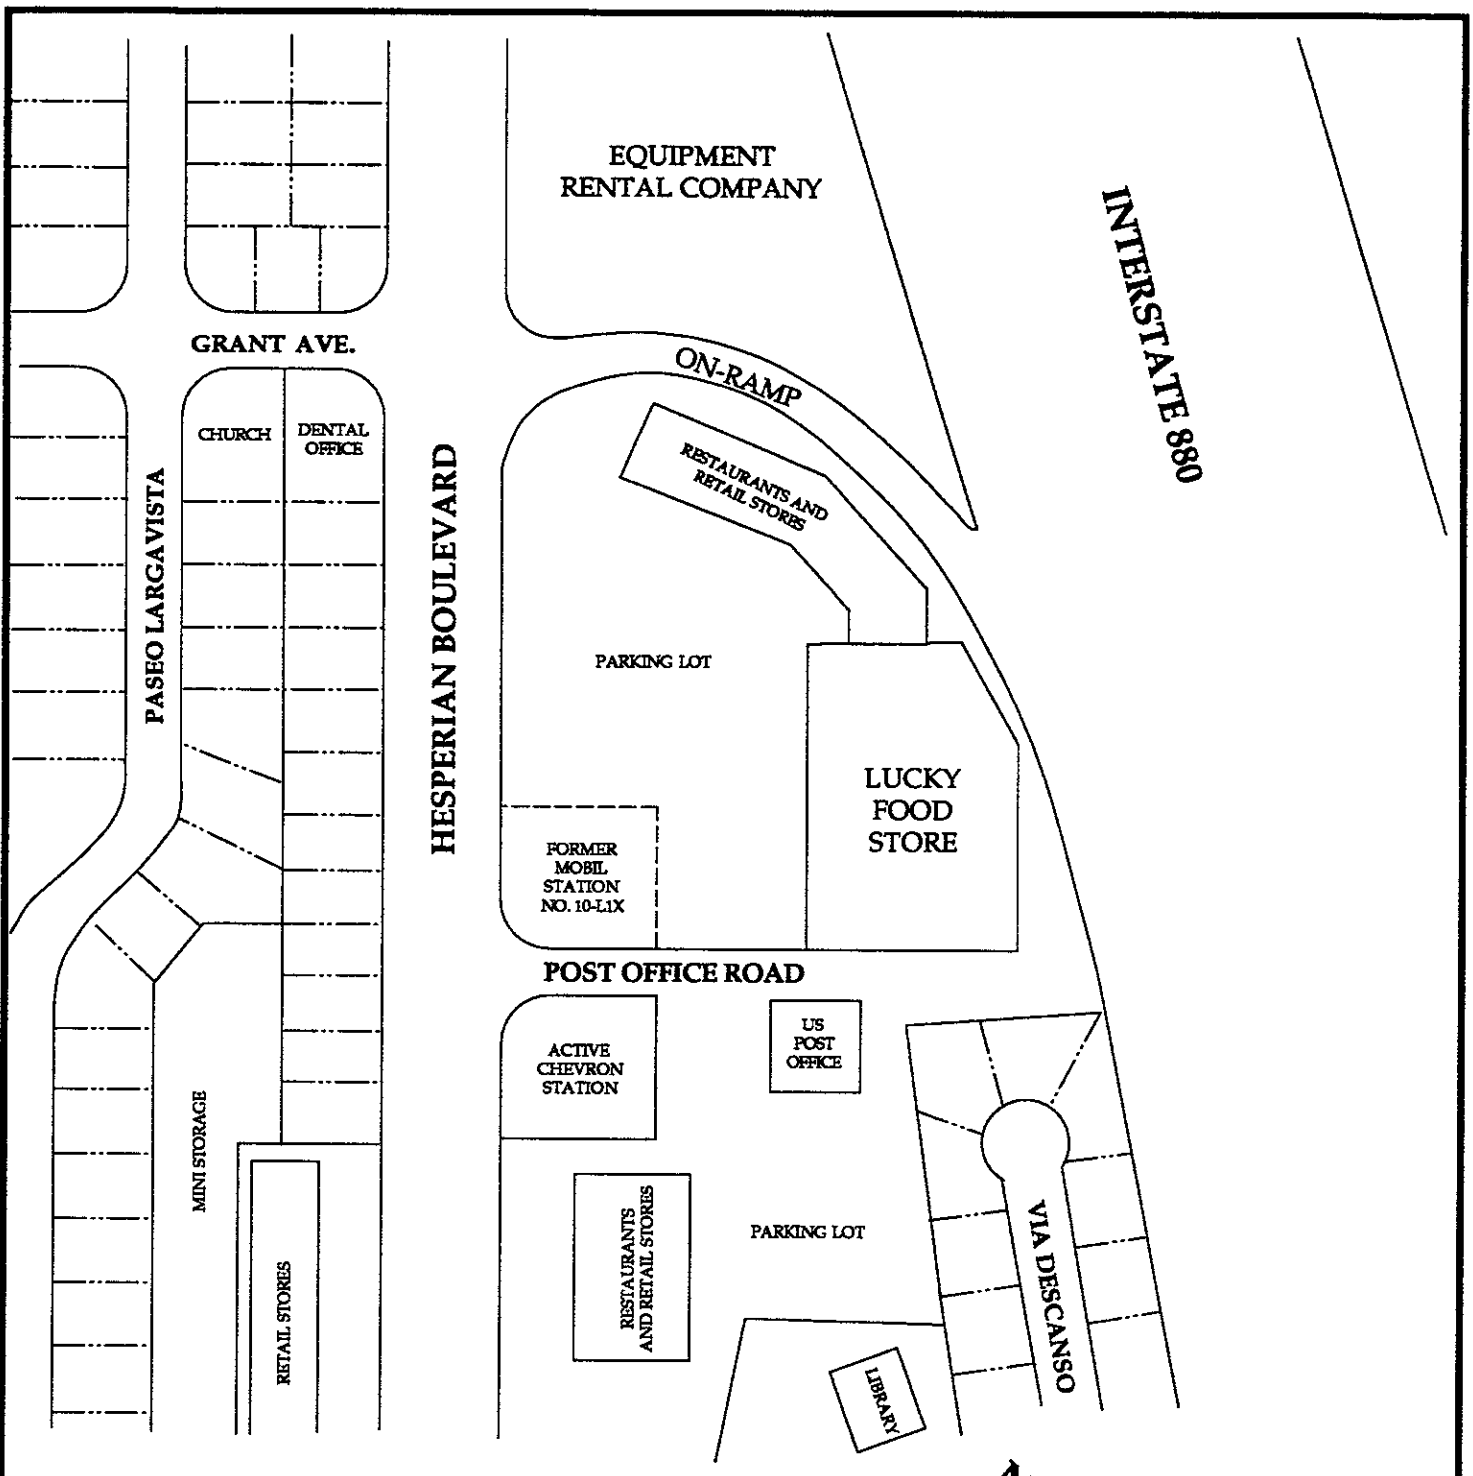 EQUIPMENT
RENTAL COMPANY
INTERSTATE 880
GRANT AVE.
ON-RAMP
CHURCH
DENTAL
OFFICE
RESTAURANTS AND
RETAIL STORES
PASEO LARGAVISTA
HESPERIAN BOULEVARD
PARKING LOT
LUCKY
FOOD
STORE
FORMER
MOBIL
STATION
NO. 10-L1X
POST OFFICE ROAD
ACTIVE
CHEVRON
STATION
US
POST
OFFICE
MINI STORAGE
RETAIL STORES
RESTAURANTS
AND RETAIL STORES
PARKING LOT
VIA DESCANSO
LIBRARY